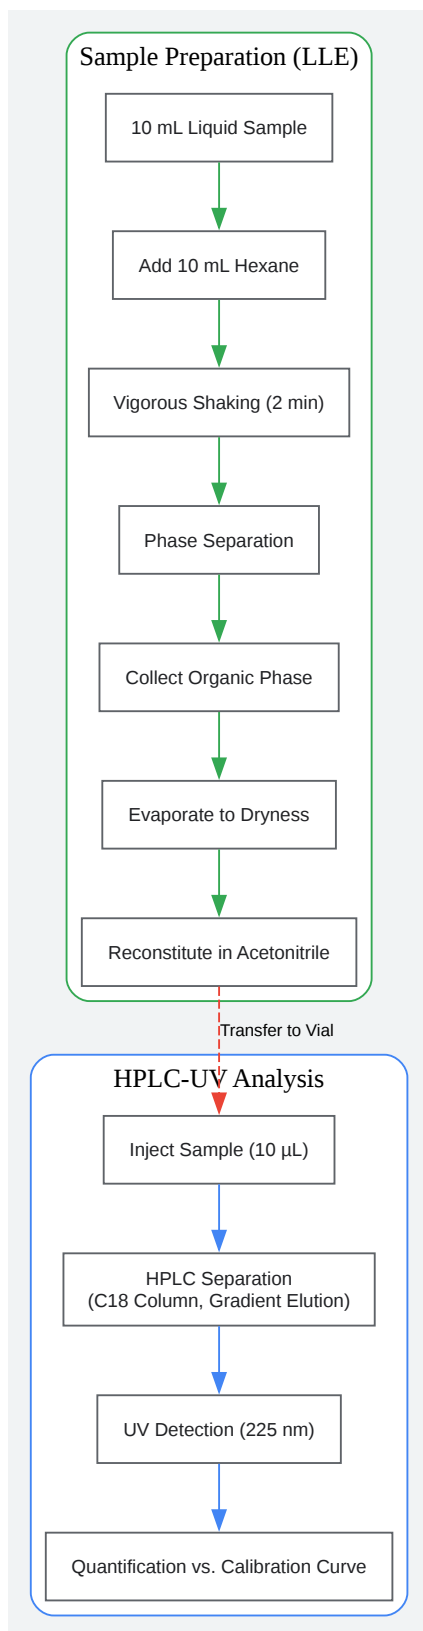 Sample Preparation (LLE)
10 mL Liquid Sample
Add 10 mL Hexane
Vigorous Shaking (2 min)
Phase Separation
Collect Organic Phase
Evaporate to Dryness
Reconstitute in Acetonitrile
Transfer to Vial
HPLC-UV Analysis
Inject Sample (10 µL)
HPLC Separation
(C18 Column, Gradient Elution)
UV Detection (225 nm)
Quantification vs. Calibration Curve